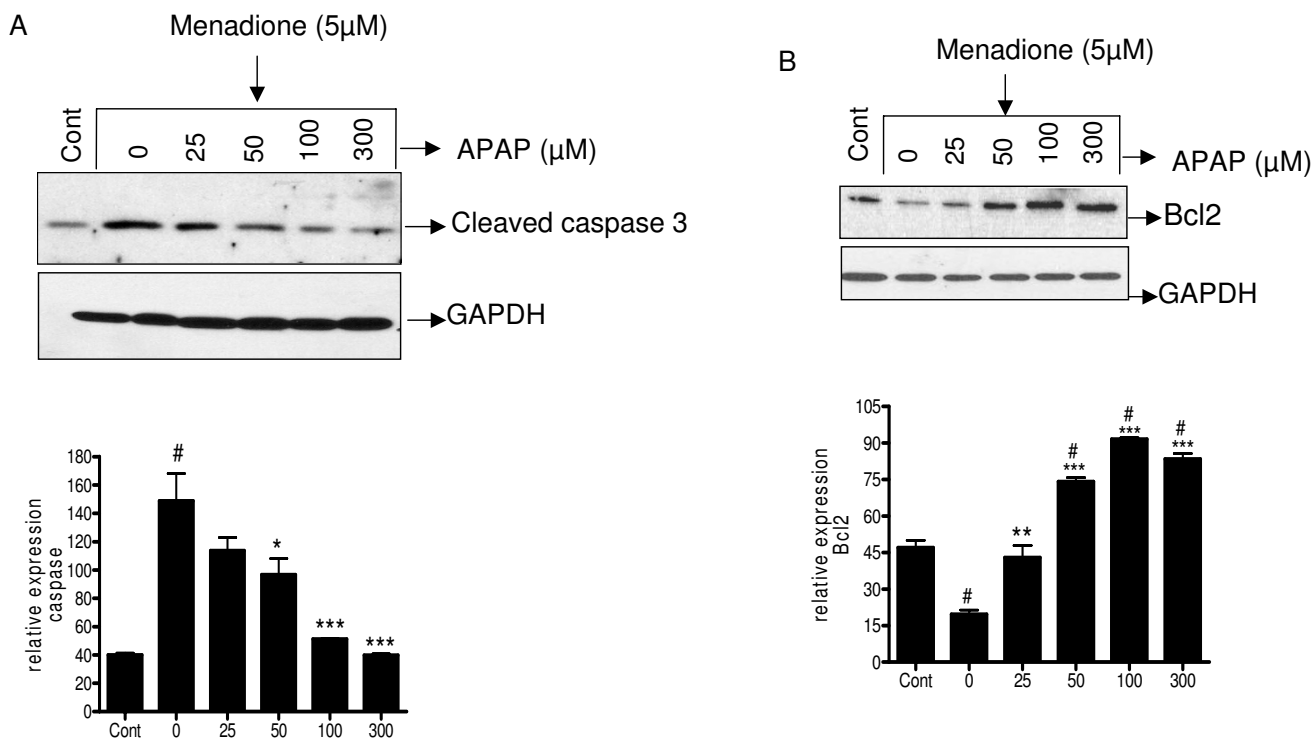 A
Menadione (5µM)
Cont 0 25 50 100 300
APAP (µM)
Cleaved caspase 3
GAPDH
180
160
140
120
100
80
60
40
20
0
relative expression
caspase
#
*
***
***
Cont 0 25 50 100 300
B
Menadione (5µM)
Cont 0 25 50 100 300
APAP (µM)
Bcl2
GAPDH
105
90
75
60
45
30
15
0
relative expression
Bcl2
#
**
#
***
#
***
#
***
Cont 0 25 50 100 300